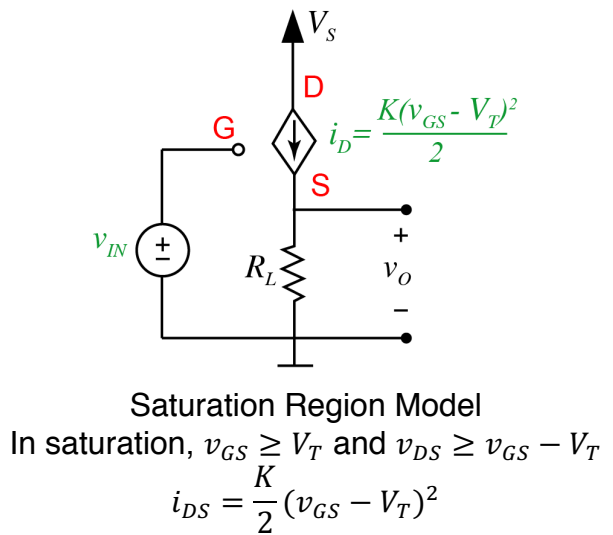 V_S
D
G
i_D = K(v_GS - V_T)² / 2
S
v_IN
+
−
R_L
+
v_O
−
Saturation Region Model
In saturation, v_GS ≥ V_T and v_DS ≥ v_GS − V_T
i_DS = K/2 (v_GS − V_T)²